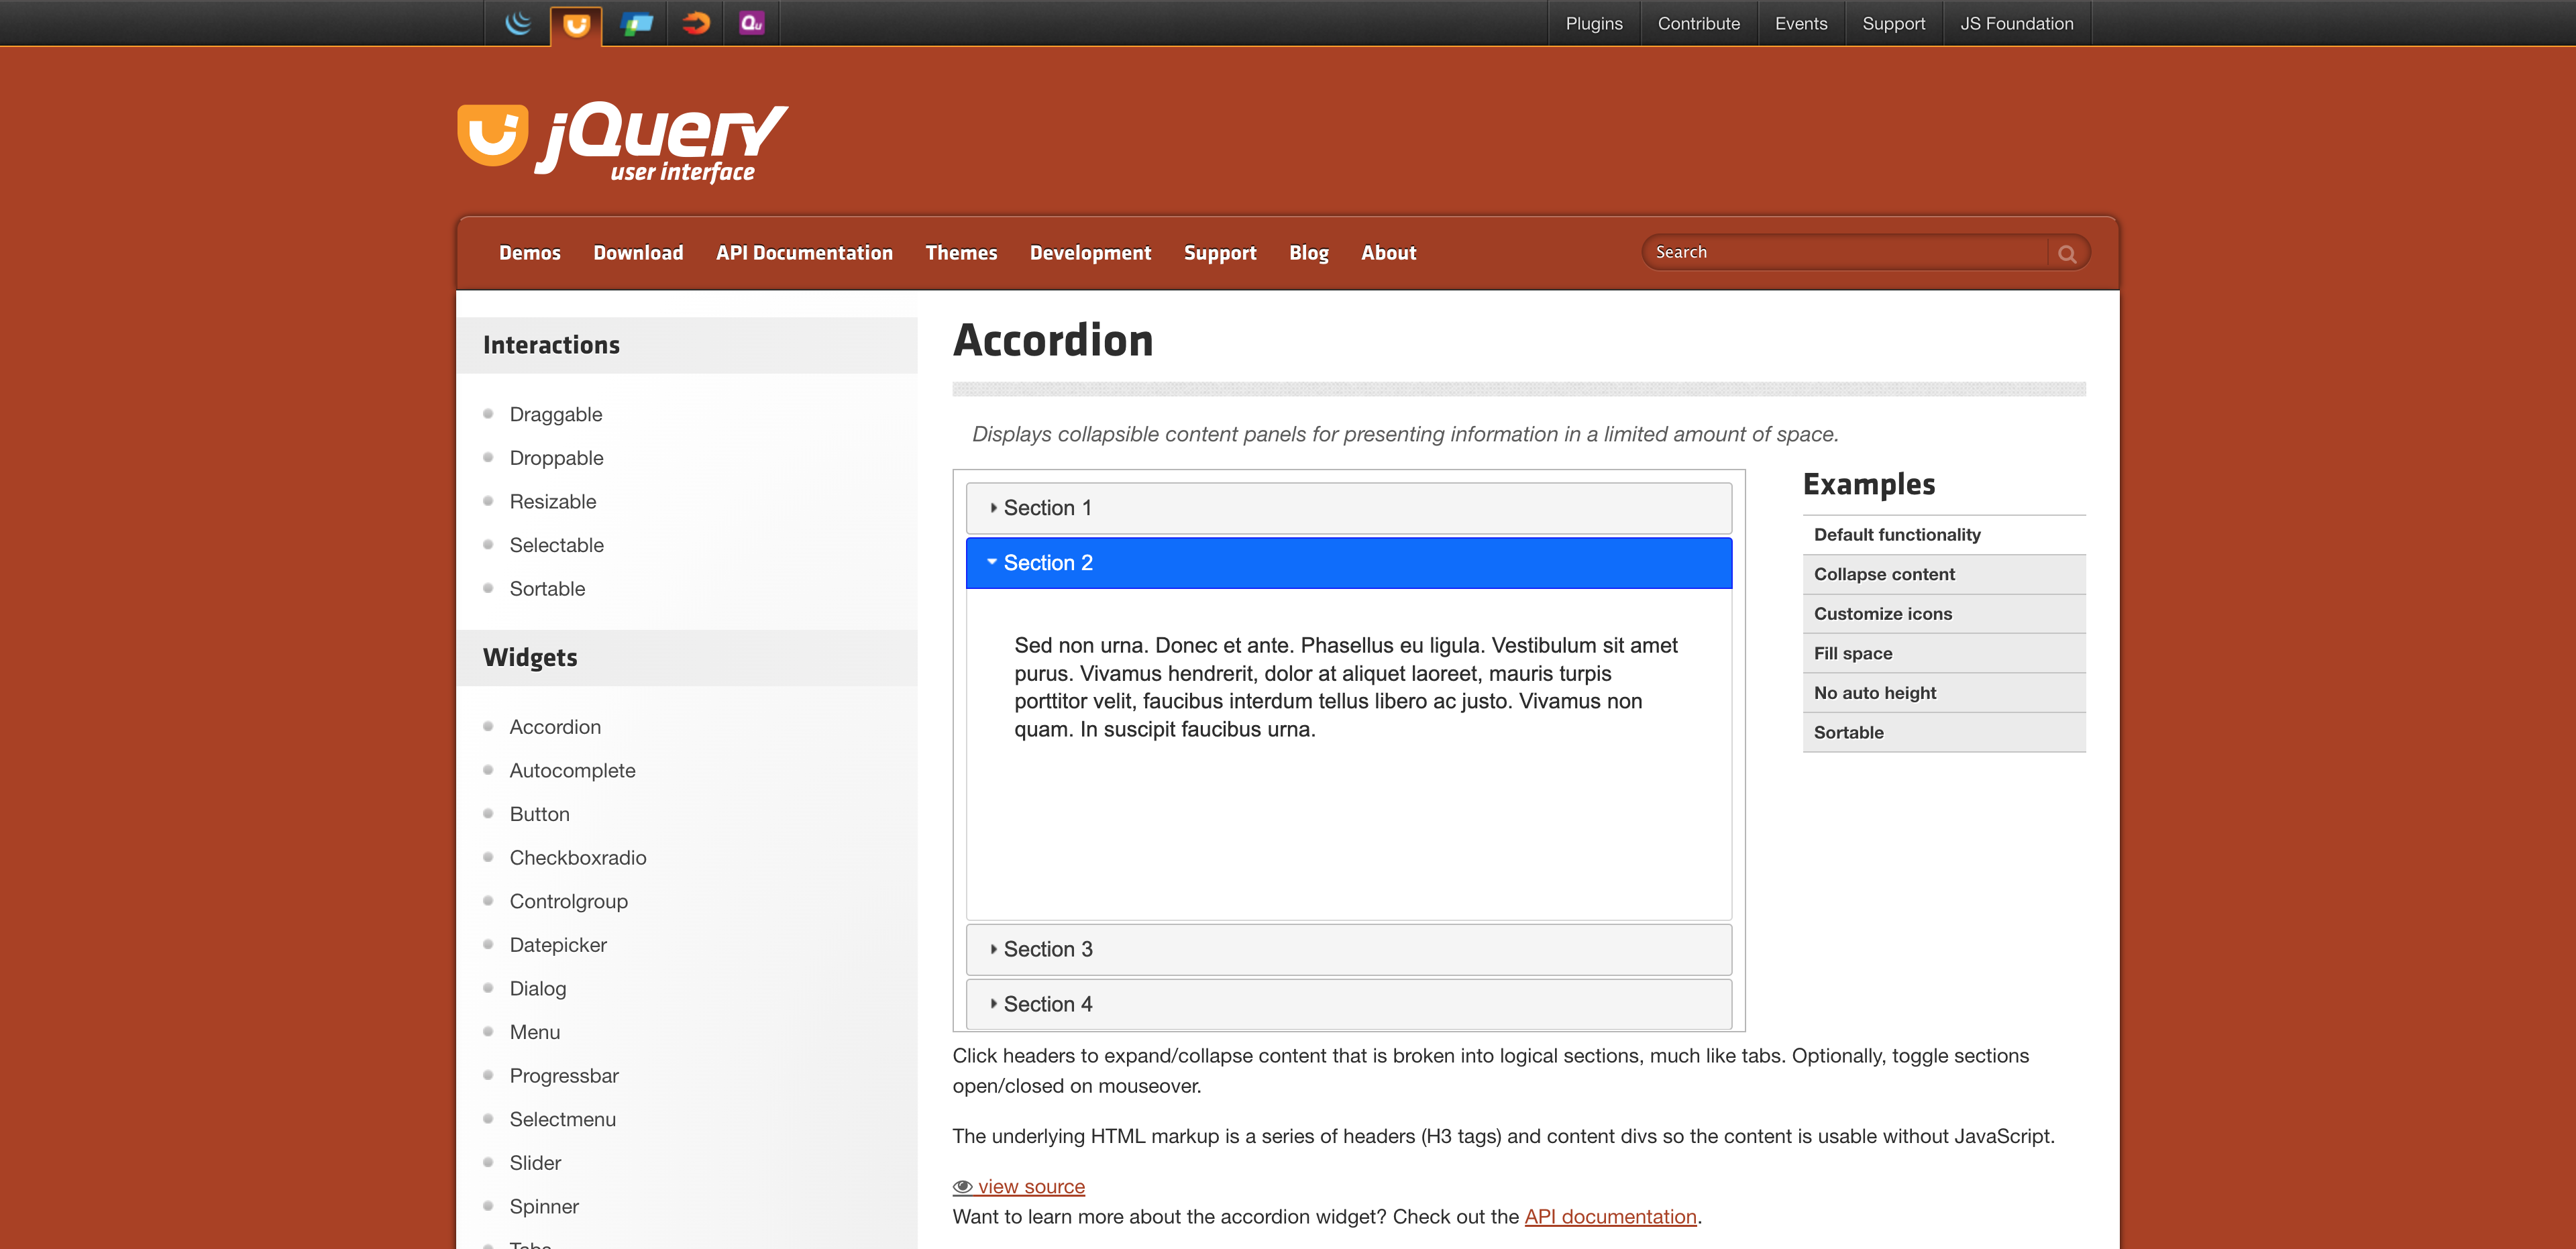 Qu
Plugins
Contribute
Events
Support
JS Foundation
jQuery
user interface
Demos
Download
API Documentation
Themes
Development
Support
Blog
About
Search
Interactions
Draggable
Droppable
Resizable
Selectable
Sortable
Widgets
Accordion
Autocomplete
Button
Checkboxradio
Controlgroup
Datepicker
Dialog
Menu
Progressbar
Selectmenu
Slider
Spinner
Tabs
Accordion
Displays collapsible content panels for presenting information in a limited amount of space.
Section 1
Section 2
Sed non urna. Donec et ante. Phasellus eu ligula. Vestibulum sit amet
purus. Vivamus hendrerit, dolor at aliquet laoreet, mauris turpis
porttitor velit, faucibus interdum tellus libero ac justo. Vivamus non
quam. In suscipit faucibus urna.
Section 3
Section 4
Examples
Default functionality
Collapse content
Customize icons
Fill space
No auto height
Sortable
Click headers to expand/collapse content that is broken into logical sections, much like tabs. Optionally, toggle sections
open/closed on mouseover.
The underlying HTML markup is a series of headers (H3 tags) and content divs so the content is usable without JavaScript.
view source
Want to learn more about the accordion widget? Check out the API documentation.